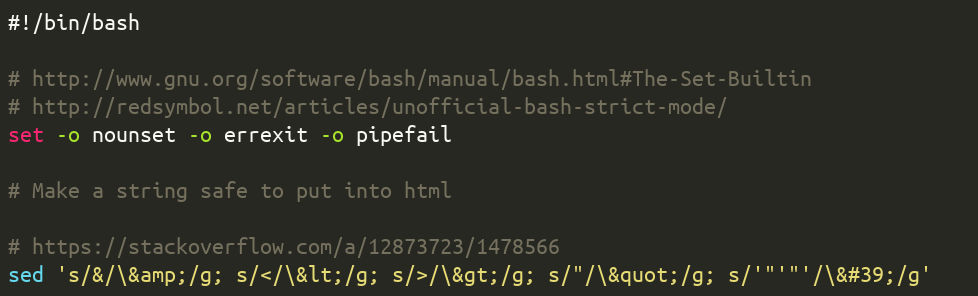 #!/bin/bash

# http://www.gnu.org/software/bash/manual/bash.html#The-Set-Builtin
# http://redsymbol.net/articles/unofficial-bash-strict-mode/
set -o nounset -o errexit -o pipefail

# Make a string safe to put into html

# https://stackoverflow.com/a/12873723/1478566
sed 's/&/\&amp;/g; s/</\&lt;/g; s/>/\&gt;/g; s/"/\&quot;/g; s/'"'"'/\&#39;/g'